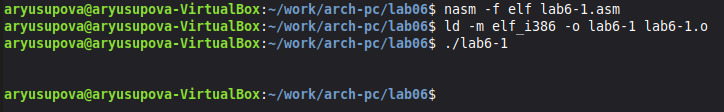 aryusupova@aryusupova-VirtualBox:~/work/arch-pc/lab06$ nasm -f elf lab6-1.asm
aryusupova@aryusupova-VirtualBox:~/work/arch-pc/lab06$ ld -m elf_i386 -o lab6-1 lab6-1.o
aryusupova@aryusupova-VirtualBox:~/work/arch-pc/lab06$ ./lab6-1
aryusupova@aryusupova-VirtualBox:~/work/arch-pc/lab06$